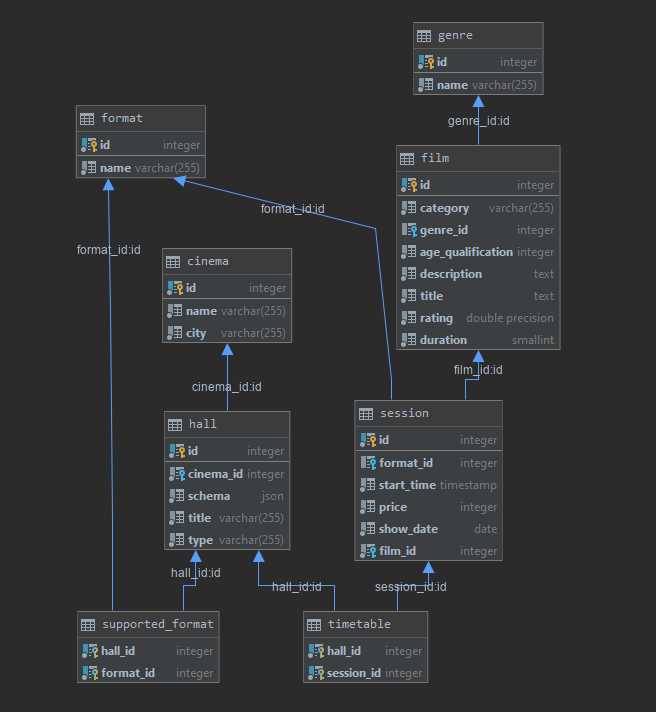 genre
id integer
name varchar(255)
genre_id:id
format
id integer
name varchar(255)
film
id integer
category varchar(255)
genre_id integer
age_qualification integer
description text
title text
rating double precision
duration smallint
format_id:id
format_id:id
cinema
id integer
name varchar(255)
city varchar(255)
cinema_id:id
film_id:id
hall
id integer
cinema_id integer
schema json
title varchar(255)
type varchar(255)
session
id integer
format_id integer
start_time timestamp
price integer
show_date date
film_id integer
hall_id:id
hall_id:id
session_id:id
supported_format
hall_id integer
format_id integer
timetable
hall_id integer
session_id integer